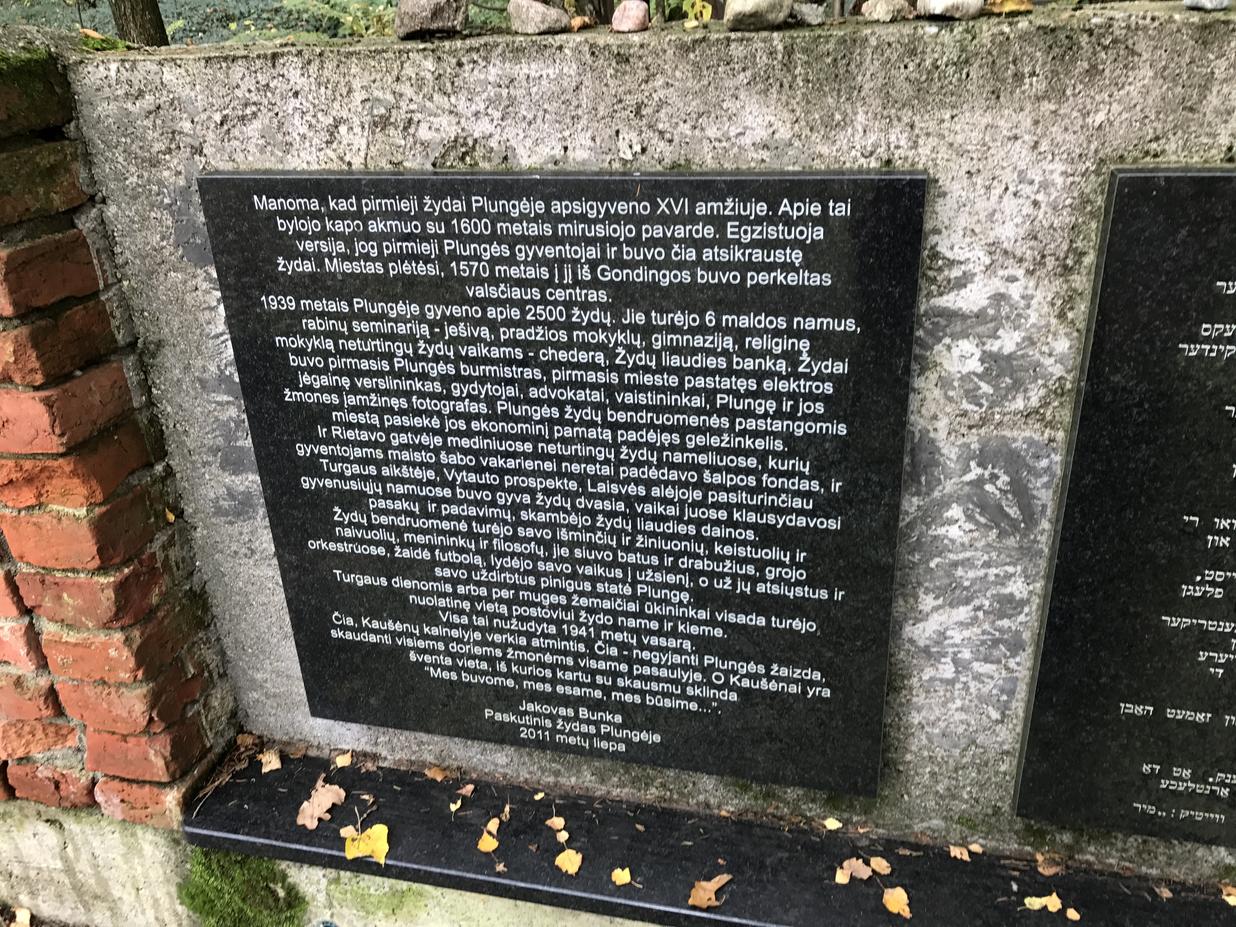 Manoma, kad pirmieji žydai Plungėje apsigyveno XVI amžiuje. Apie tai
bylojo kapo akmuo su 1600 metais mirusiojo pavarde. Egzistuoja
versija, jog pirmieji Plungės gyventojai ir buvo čia atsikraustę
žydai. Miestas plėtėsi, 1570 metais į jį iš Gondingos buvo perkeltas
valsčiaus centras.
1939 metais Plungėje gyveno apie 2500 žydų. Jie turėjo 6 maldos namus,
rabinų seminariją - ješivą, pradžios mokyklų, gimnaziją, religinę
mokyklą neturtingų žydų vaikams - chederą, Žydų liaudies banką. Žydai
buvo pirmasis Plungės burmistras, pirmasis mieste pastatęs elektros
jėgainę verslininkas, gydytojai, advokatai, vaistininkai, Plungę ir jos
žmones įamžinęs fotografas. Plungės žydų bendruomenės pastangomis
miestą pasiekė jos ekonominį pamatą padėjęs geležinkelis.
Ir Rietavo gatvėje mediniuose neturtingų žydų nameliuose, kurių
gyventojams maisto šabo vakarienei neretai padėdavo šalpos fondas, ir
Turgaus aikštėje, Vytauto prospekte, Laisvės alėjoje pasiturinčiau
gyvenusiųjų namuose buvo gyva žydų dvasia, vaikai juose klausydavosi
pasakų ir padavimų, skambėjo žydų liaudies dainos.
Žydų bendruomenė turėjo savo išminčių ir žiniuonių, keistuolių ir
naivuolių, menininkų ir filosofų, jie siuvo batus ir drabužius, grojo
orkestruose, žaidė futbolą, lydėjo savo vaikus į užsienį, o už jų atsiųstus ir
savo uždirbtus pinigus statė Plungę.
Turgaus dienomis arba per muges žemaičiai ūkininkai visada turėjo
nuolatinę vietą postoviui žydo name ir kieme.
Visa tai nužudyta 1941 metų vasarą.
Čia, Kaušėnų kalnelyje verkia atmintis. Čia - negyjanti Plungės žaizda,
skaudanti visiems doriems žmonėms visame pasaulyje. O Kaušėnai yra
šventa vieta, iš kurios kartu su skausmu sklinda
“Mes buvome, mes esame, mes būsime...”.
Jakovas Bunka
Paskutinis žydas Plungėje
2011 metų liepa
קינדער
און
פלעגן
די
און זאמעט האבן
אט דא
ווייטיק : ,,מיר